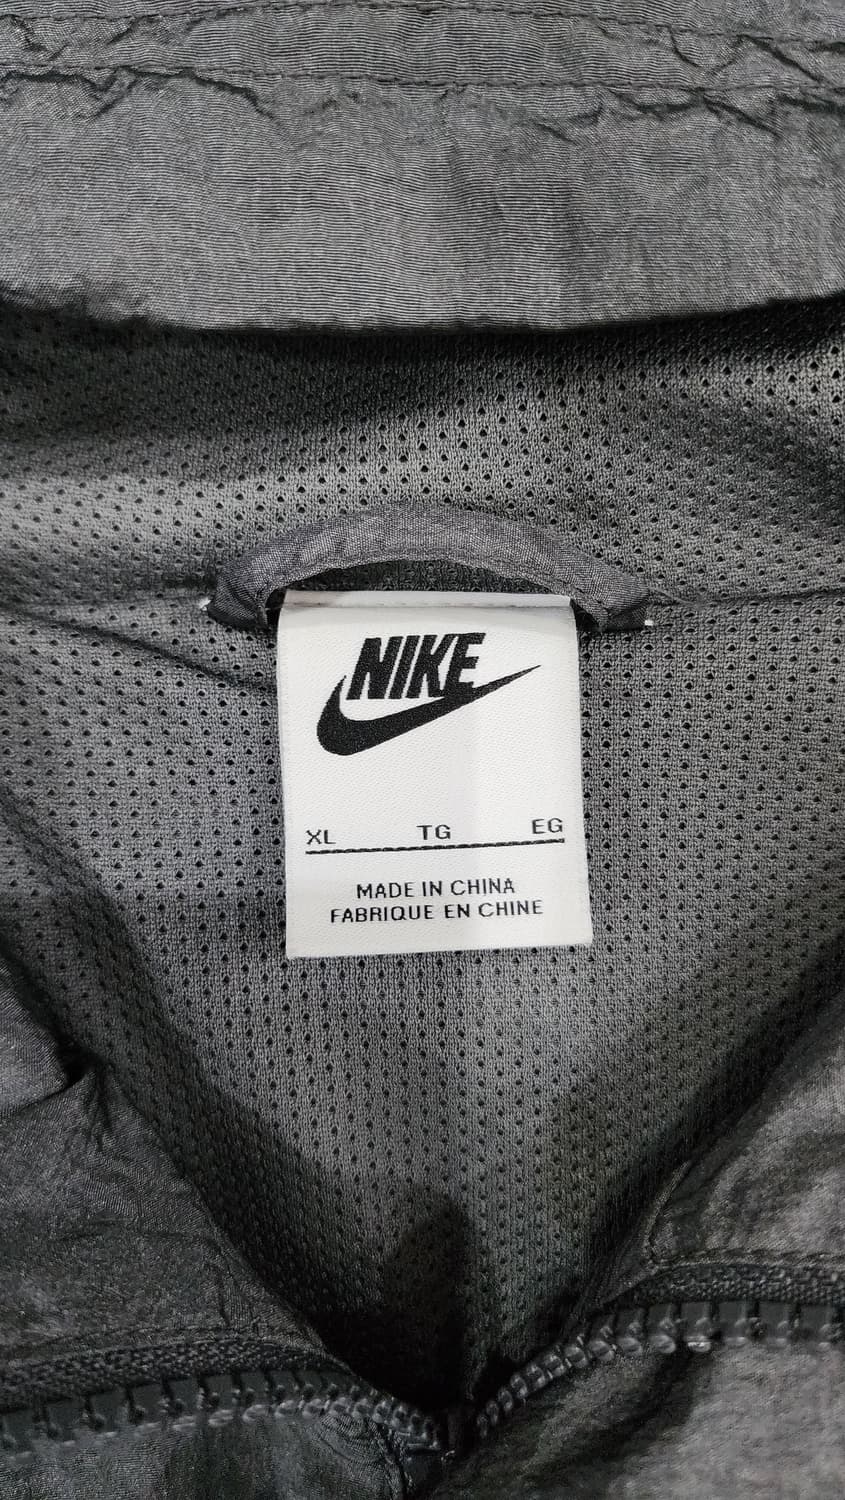 NIKE
XL TG EG
MADE IN CHINA
FABRIQUE EN CHINE